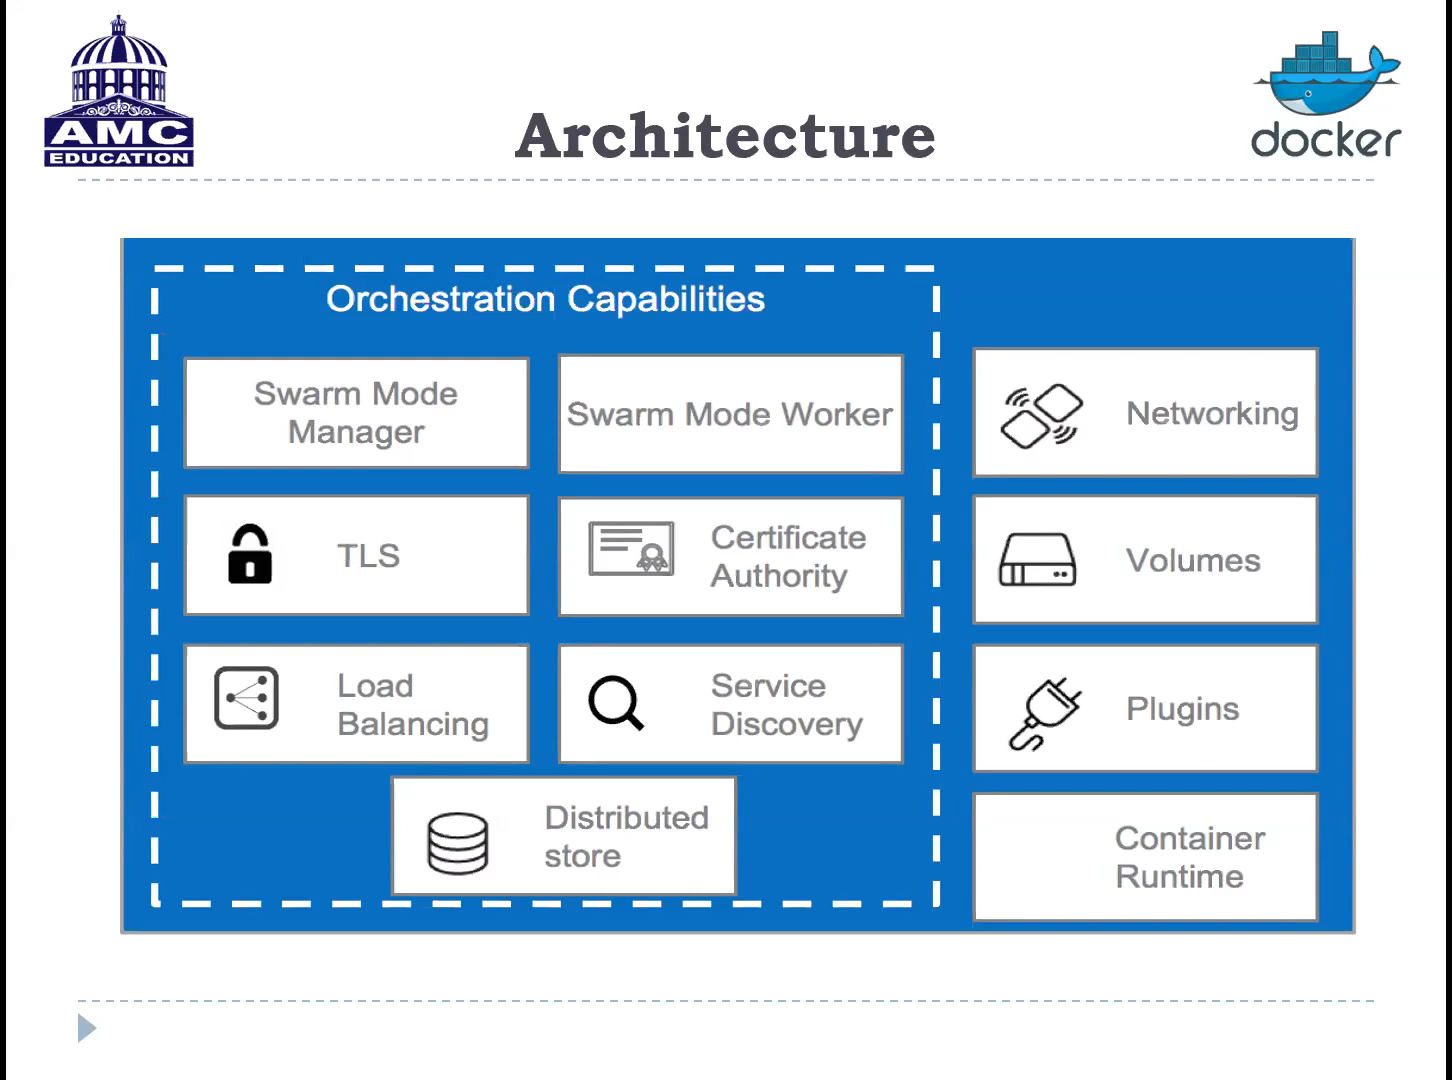 AMC
EDUCATION
Architecture
docker
Orchestration Capabilities
Swarm Mode
Manager
Swarm Mode Worker
Networking
TLS
Certificate
Authority
Volumes
Load
Balancing
Service
Discovery
Plugins
Distributed
store
Container
Runtime